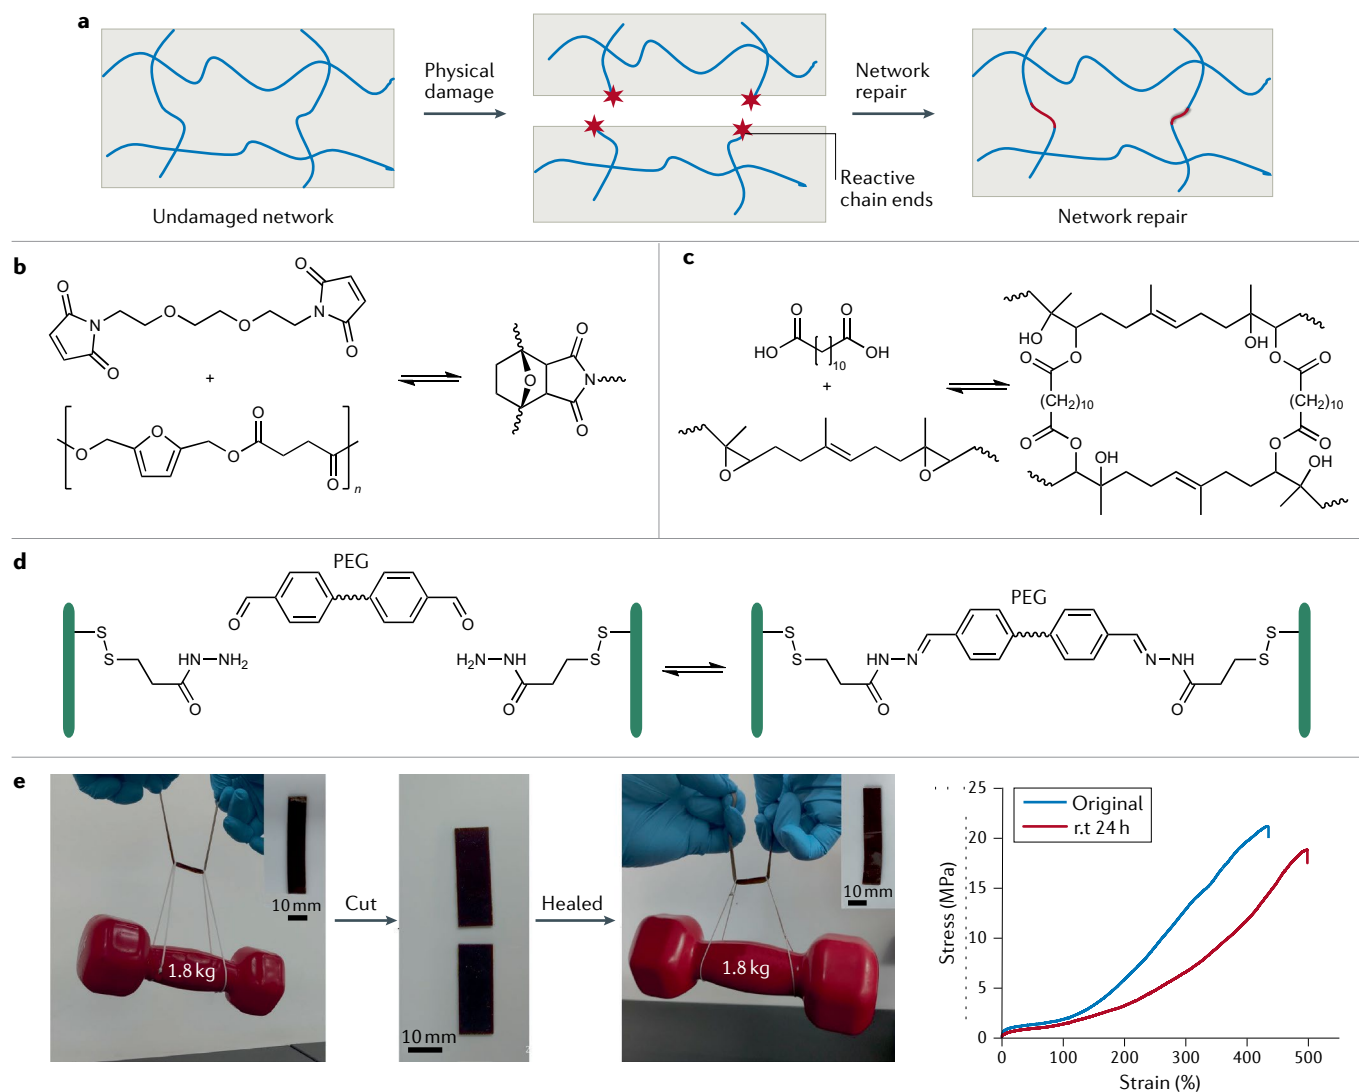 a
Physical
damage
Network
repair
Reactive
chain ends
Undamaged network
Network repair
b
O
O
N
O
O
N
O
O
+
O
O
O
O
O
n
O
N
O
O
c
O
O
HO
OH
10
+
O
O
HO
OH
O
O
O
O
(CH2)10
(CH2)10
O
O
O
O
OH
OH
d
PEG
O
O
S
S
HN-NH2
O
H2N-NH
O
S
S
PEG
S
S
HN-N
O
N-NH
O
S
S
e
10 mm
1.8 kg
Cut
10 mm
Healed
10 mm
1.8 kg
Original
r.t 24 h
Stress (MPa)
25
20
15
10
5
0
0 100 200 300 400 500
Strain (%)